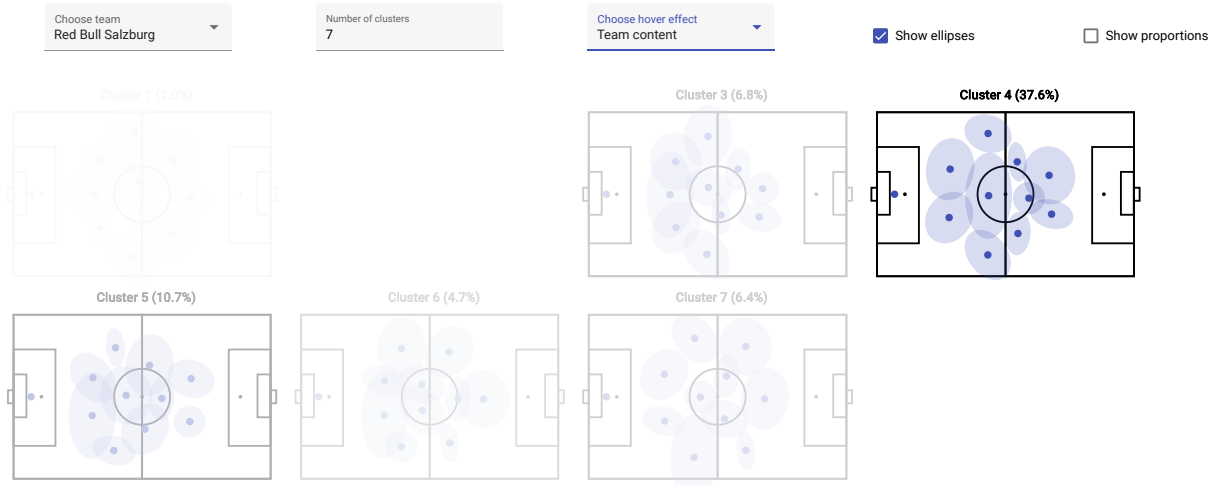 Choose team
Red Bull Salzburg
Number of clusters
7
Choose hover effect
Team content
Show ellipses
Show proportions
Cluster 1 (1.0%)
Cluster 3 (6.8%)
Cluster 4 (37.6%)
Cluster 5 (10.7%)
Cluster 6 (4.7%)
Cluster 7 (6.4%)